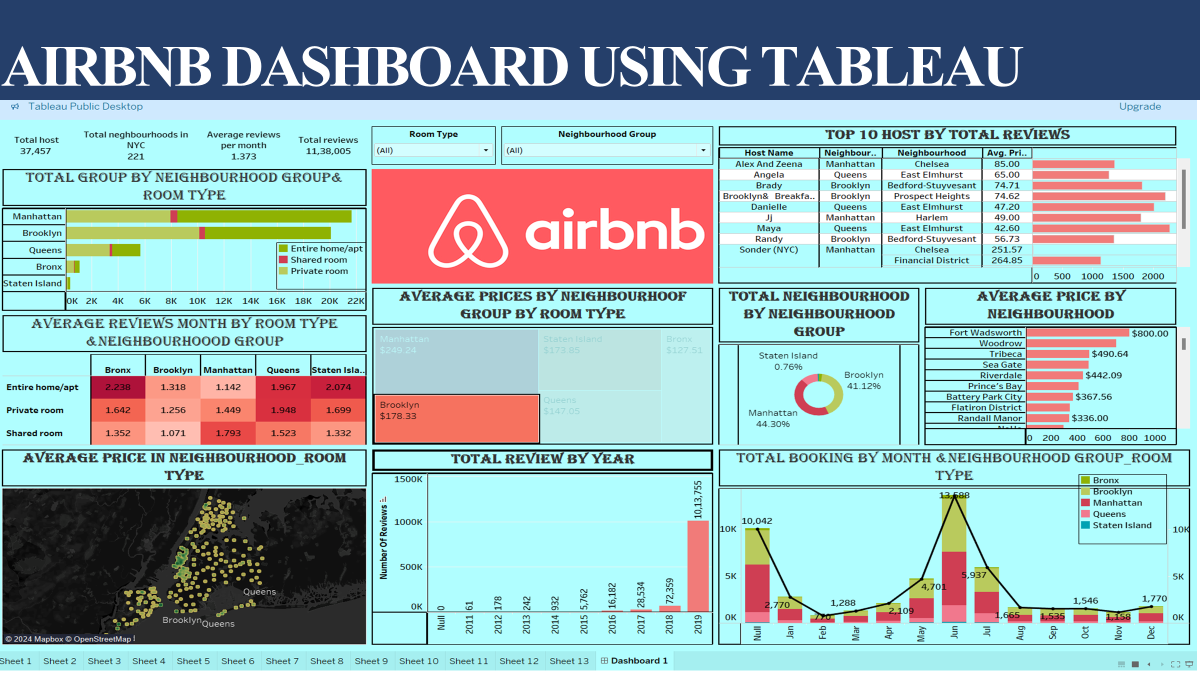 AIRBNB DASHBOARD USING TABLEAU
Tableau Public Desktop
Upgrade
Total host
37,457
Total neghbourhoods in
NYC
221
Average reviews
per month
1.373
Total reviews
11,38,005
Room Type
(All)
Neighbourhood Group
(All)
TOTAL GROUP BY NEIGHBOURHOOD GROUP&
ROOM TYPE
Manhattan
Brooklyn
Queens
Bronx
Staten Island
Entire home/apt
Shared room
Private room
0K 2K 4K 6K 8K 10K 12K 14K 16K 18K 20K 22K
airbnb
TOP 10 HOST BY TOTAL REVIEWS
Host Name Neighbour.. Neighbourhood Avg. Pri..
Alex And Zeena Manhattan Chelsea 85.00
Angela Queens East Elmhurst 65.00
Brady Brooklyn Bedford-Stuyvesant 74.71
Brooklyn& Breakfa.. Brooklyn Prospect Heights 74.62
Danielle Queens East Elmhurst 47.20
Jj Manhattan Harlem 49.00
Maya Queens East Elmhurst 42.60
Randy Brooklyn Bedford-Stuyvesant 56.73
Sonder (NYC) Manhattan Chelsea 251.57
Financial District 264.85
0 500 1000 1500 2000
AVERAGE REVIEWS MONTH BY ROOM TYPE
&NEIGHBOURHOOOD GROUP
Bronx Brooklyn Manhattan Queens Staten Isla..
Entire home/apt 2.238 1.318 1.142 1.967 2.074
Private room 1.642 1.256 1.449 1.948 1.699
Shared room 1.352 1.071 1.793 1.523 1.332
AVERAGE PRICES BY NEIGHBOURHOOF
GROUP BY ROOM TYPE
Manhattan
$249.24
Staten Island
$173.85
Bronx
$127.51
Brooklyn
$178.33
Queens
$147.05
TOTAL NEIGHBOURHOOD
BY NEIGHBOURHOOD
GROUP
Staten Island
0.76%
Brooklyn
41.12%
Manhattan
44.30%
AVERAGE PRICE BY
NEIGHBOURHOOD
Fort Wadsworth $800.00
Woodrow
Tribeca $490.64
Sea Gate
Riverdale $442.09
Prince's Bay
Battery Park City $367.56
Flatiron District
Randall Manor $336.00
0 200 400 600 800 1000
AVERAGE PRICE IN NEIGHBOURHOOD_ROOM
TYPE
Queens
Brooklyn
Queens
© 2024 Mapbox © OpenStreetMap
TOTAL REVIEW BY YEAR
Number Of Reviews
1500K
1000K
500K
0K
0
61
178
242
932
5,762
16,182
28,534
72,359
10,13,755
Null 2011 2012 2013 2014 2015 2016 2017 2018 2019
TOTAL BOOKING BY MONTH &NEIGHBOURHOOD GROUP_ROOM
TYPE
Bronx
Brooklyn
Manhattan
Queens
Staten Island
10K
5K
0K
10,042
2,770
770
1,288
2,109
4,701
13,588
5,937
1,665
1,535
1,546
1,158
1,770
10K
5K
0K
Null Jan Feb Mar Apr May Jun Jul Aug Sep Oct Nov Dec
Sheet 1 Sheet 2 Sheet 3 Sheet 4 Sheet 5 Sheet 6 Sheet 7 Sheet 8 Sheet 9 Sheet 10 Sheet 11 Sheet 12 Sheet 13 Dashboard 1